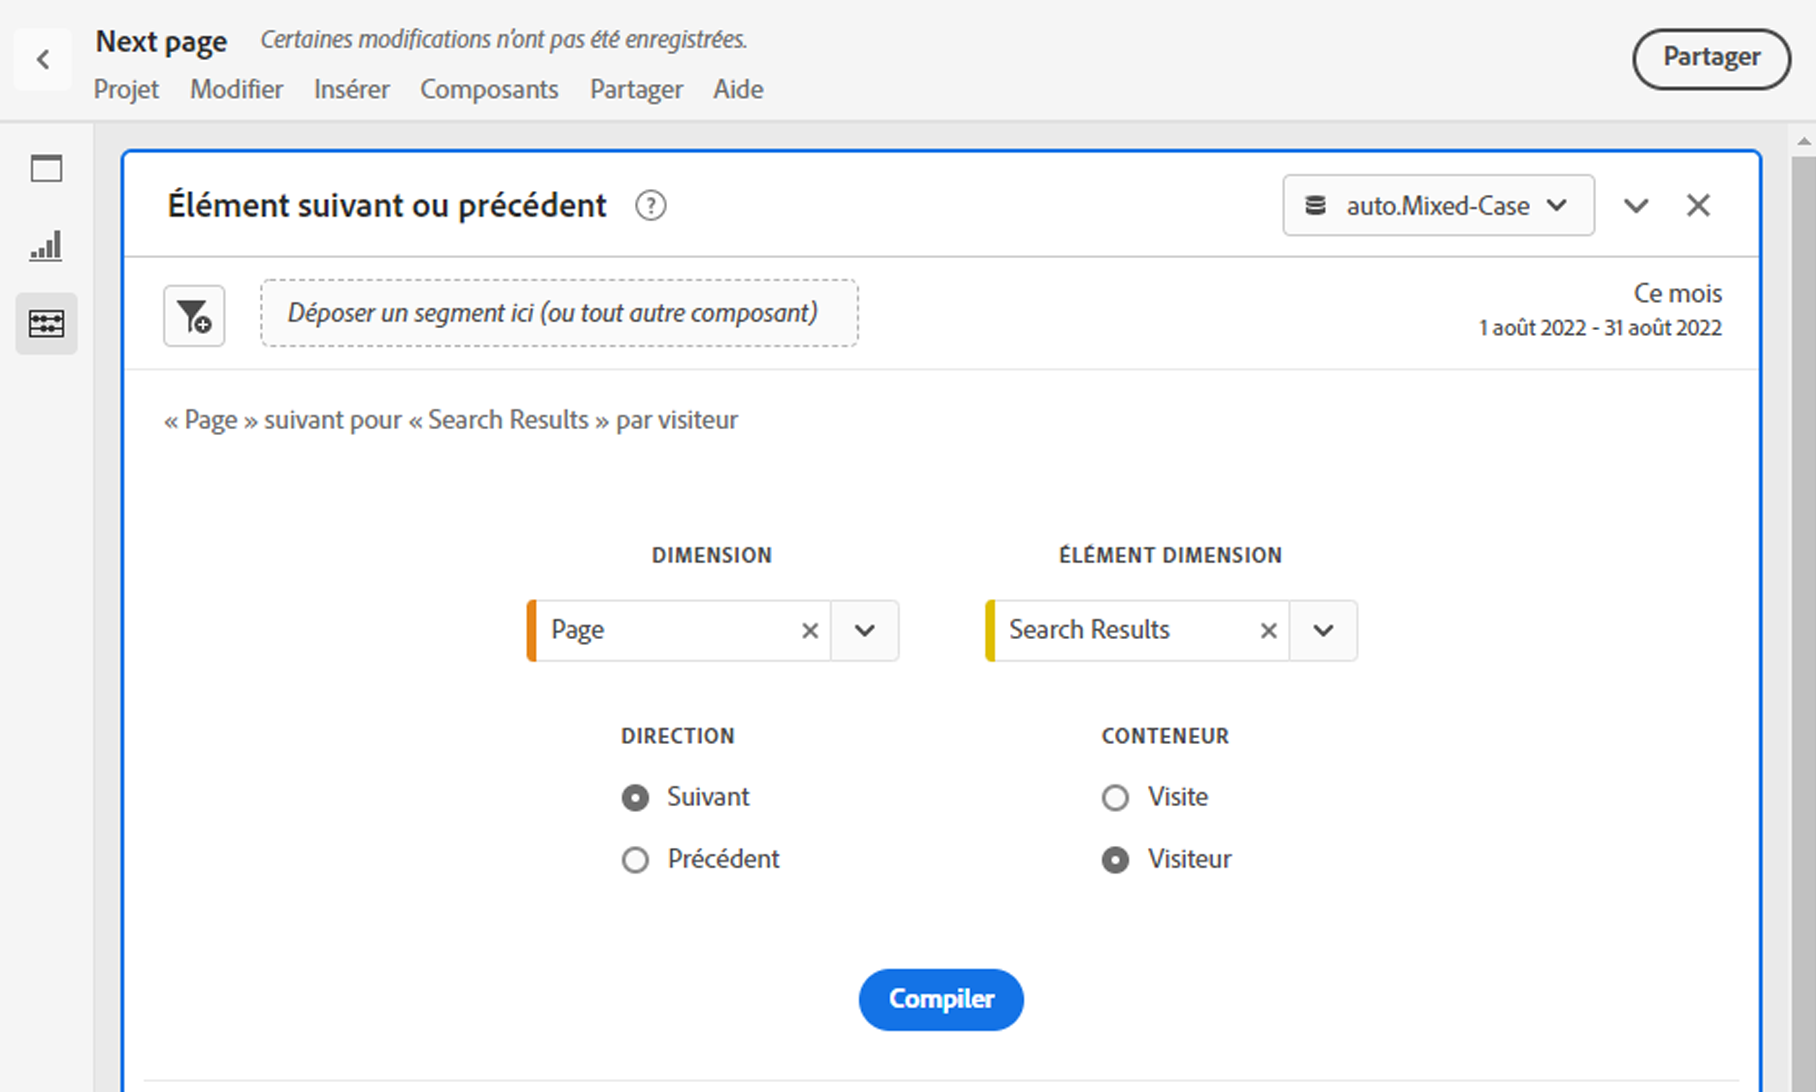 Next page Certaines modifications n'ont pas été enregistrées.
Projet Modifier Insérer Composants Partager Aide
Partager
Élément suivant ou précédent ?
auto.Mixed-Case
Déposer un segment ici (ou tout autre composant)
Ce mois
1 août 2022 - 31 août 2022
« Page » suivant pour « Search Results » par visiteur
DIMENSION
ÉLÉMENT DIMENSION
Page
Search Results
DIRECTION
CONTENEUR
Suivant
Visite
Précédent
Visiteur
Compiler